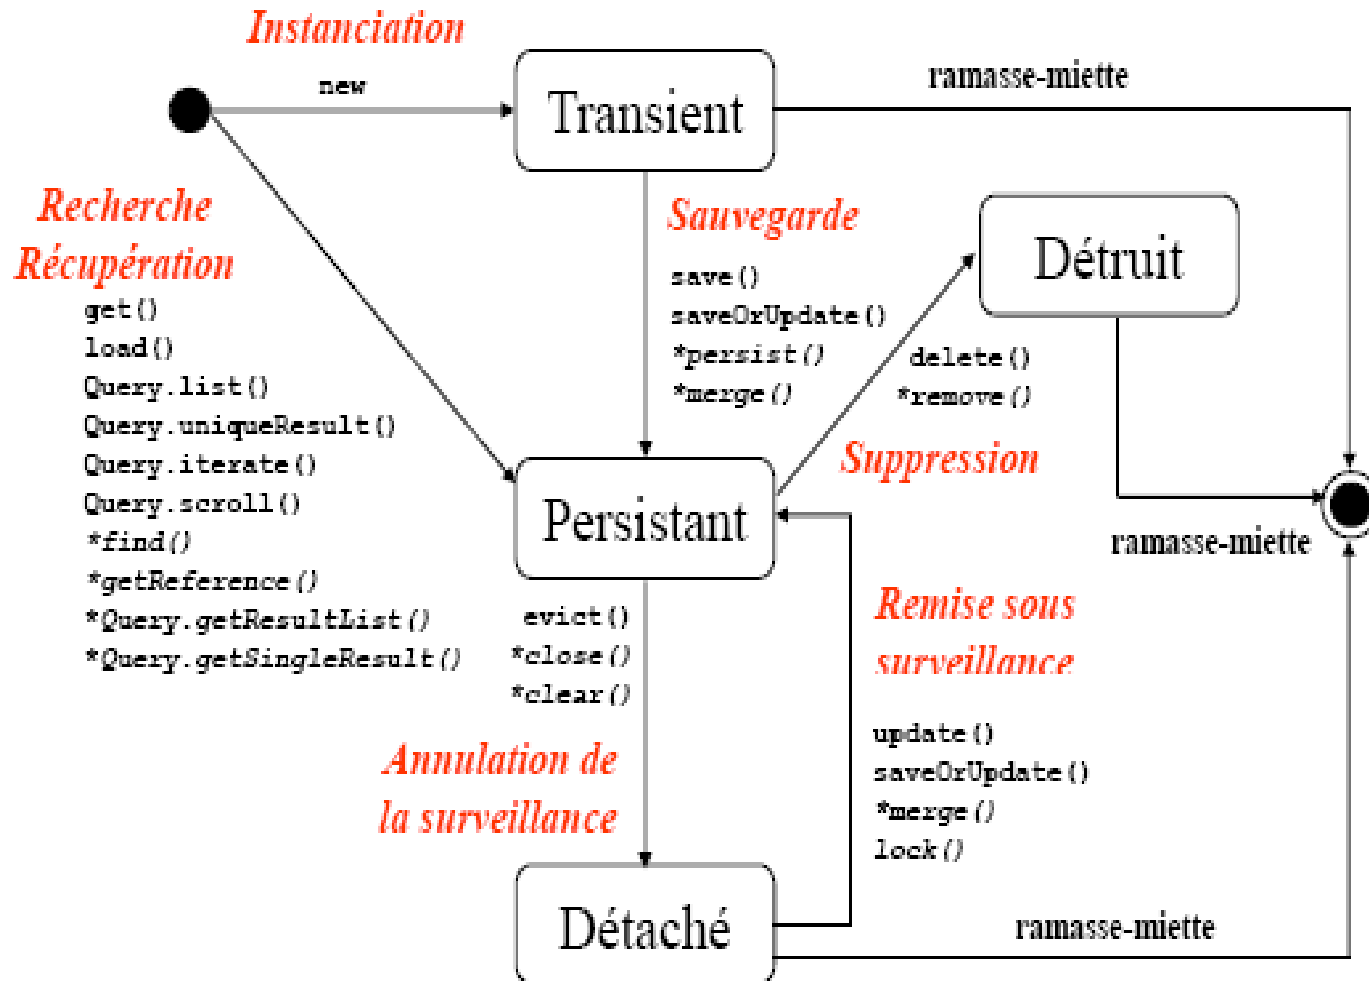 Instanciation
new
Transient
ramasse-miette
Recherche
Récupération
get()
load()
Query.list()
Query.uniqueResult()
Query.iterate()
Query.scroll()
*find()
*getReference()
*Query.getResultList()
*Query.getSingleResult()
Sauvegarde
save()
saveOrUpdate()
*persist()
*merge()
Détruit
delete()
*remove()
Suppression
ramasse-miette
Persistant
evict()
*close()
*clear()
Annulation de
la surveillance
Remise sous
surveillance
update()
saveOrUpdate()
*merge()
lock()
Détaché
ramasse-miette